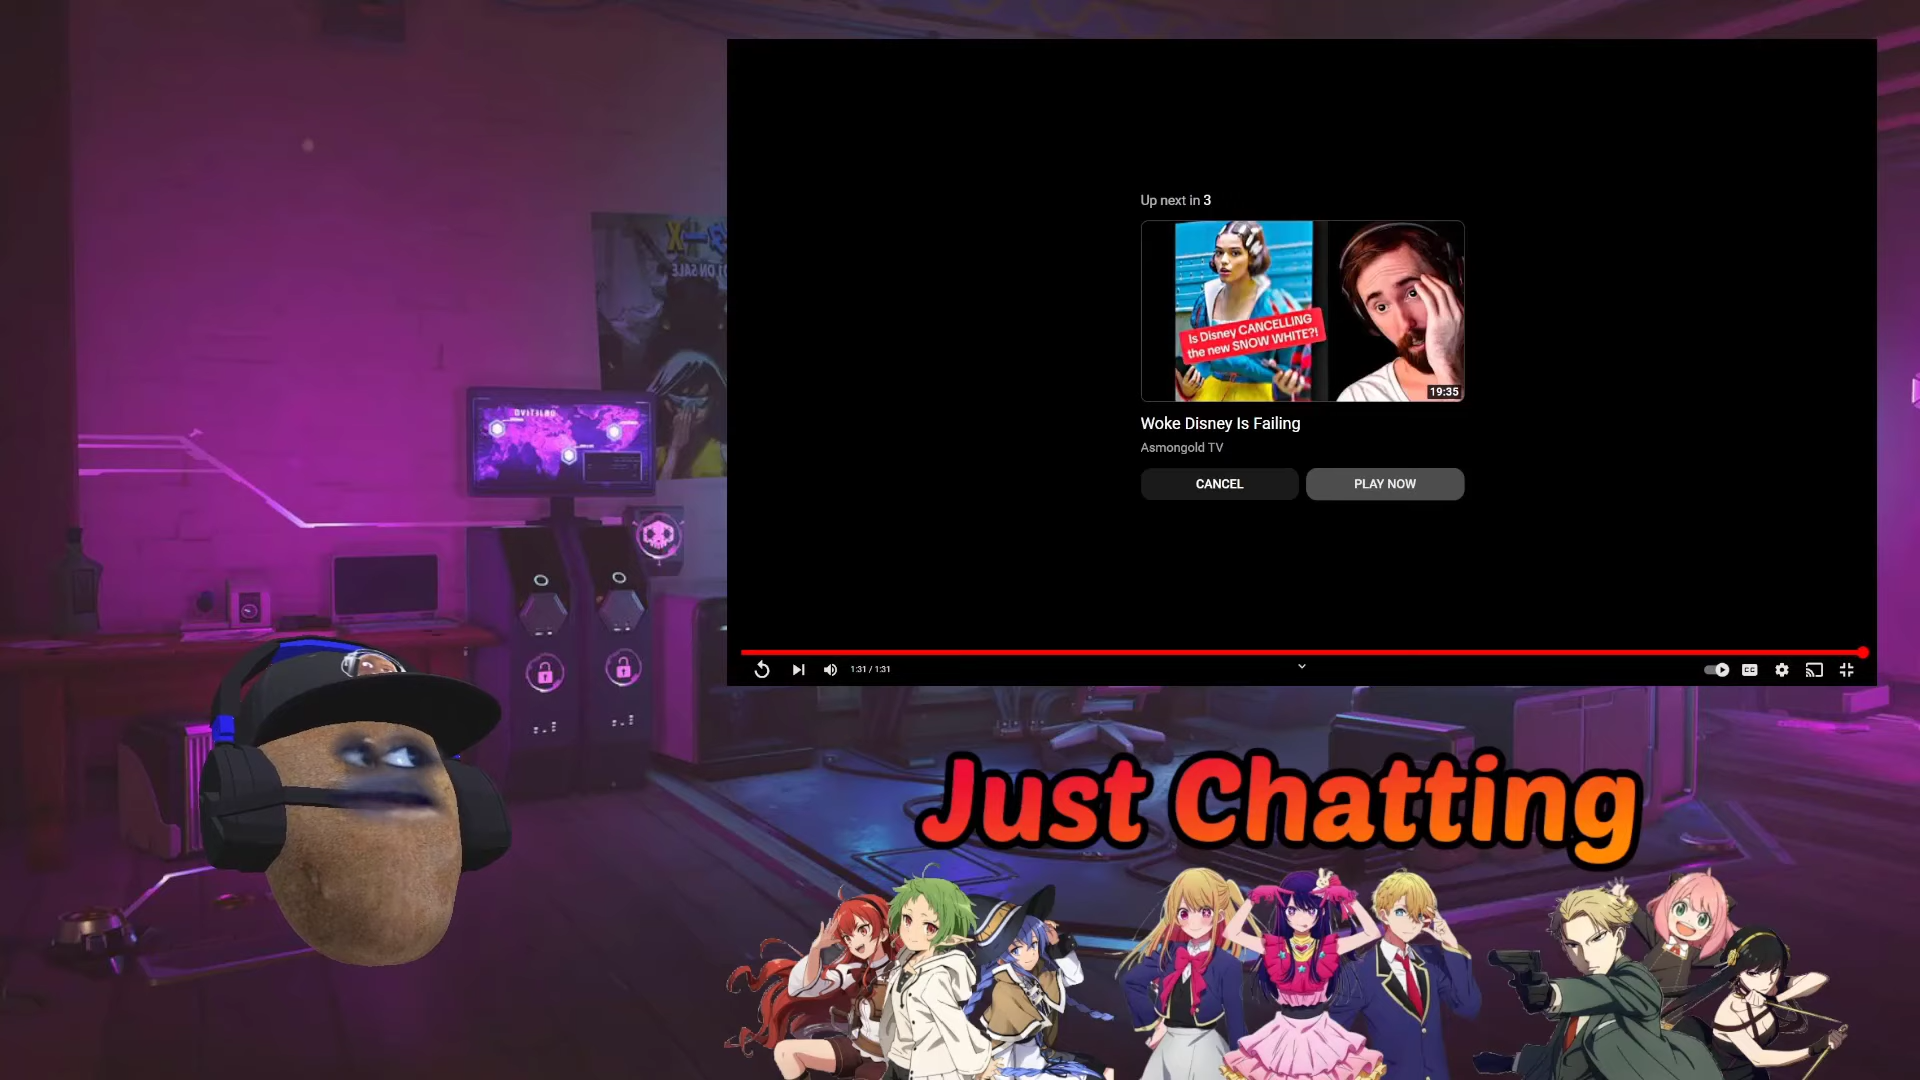 Up next in 3
Is Disney CANCELLING
the new SNOW WHITE?!
19:35
Woke Disney Is Failing
Asmongold TV
CANCEL
PLAY NOW
1:31 / 1:31
CC
Just Chatting